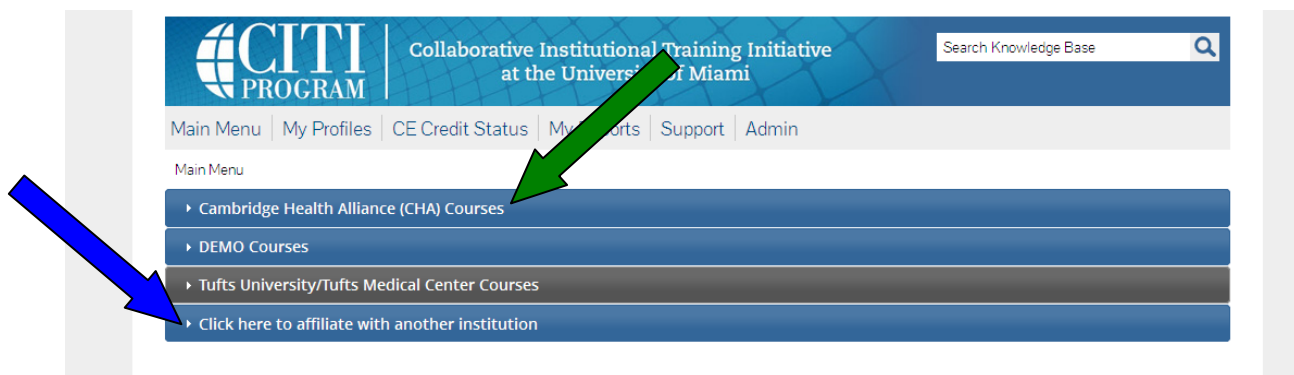 CITI
PROGRAM
Collaborative Institutional Training Initiative
at the University of Miami
Search Knowledge Base
Main Menu | My Profiles | CE Credit Status | My Reports | Support | Admin
Main Menu
Cambridge Health Alliance (CHA) Courses
DEMO Courses
Tufts University/Tufts Medical Center Courses
Click here to affiliate with another institution